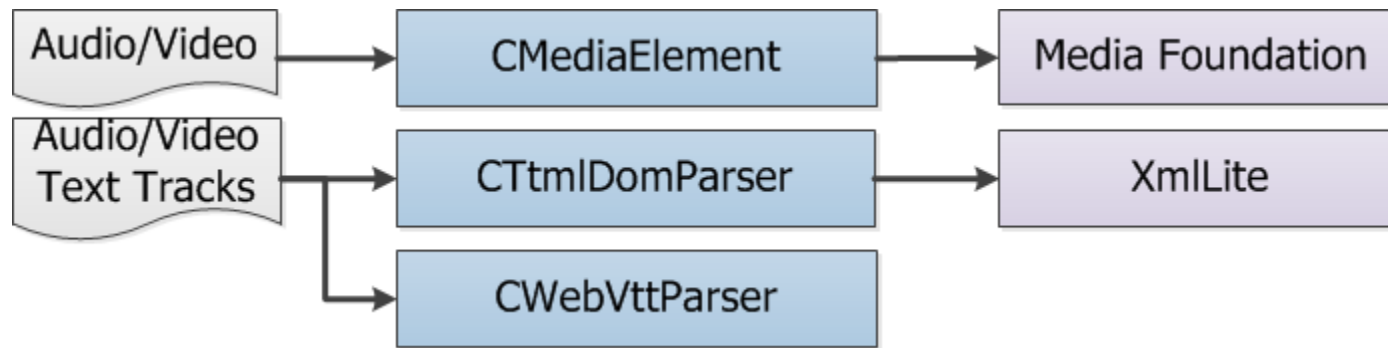 Audio/Video
CMediaElement
Media Foundation
Audio/Video
Text Tracks
CTtmlDomParser
XmlLite
CWebVttParser